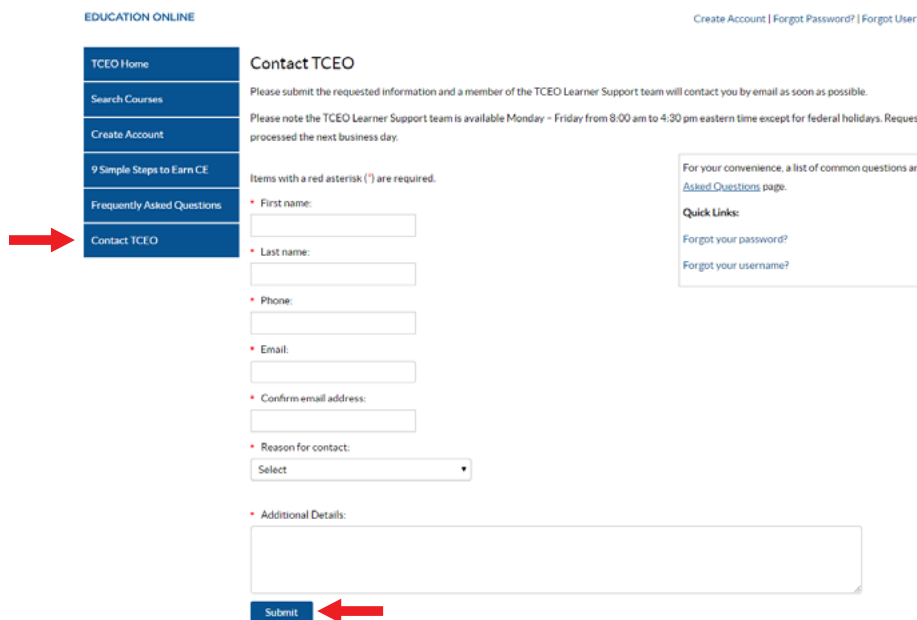 EDUCATION ONLINE
Create Account | Forgot Password? | Forgot User
TCEO Home
Search Courses
Create Account
9 Simple Steps to Earn CE
Frequently Asked Questions
Contact TCEO
Contact TCEO
Please submit the requested information and a member of the TCEO Learner Support team will contact you by email as soon as possible.
Please note the TCEO Learner Support team is available Monday – Friday from 8:00 am to 4:30 pm eastern time except for federal holidays. Reques
processed the next business day.
Items with a red asterisk (*) are required.
* First name:
* Last name:
* Phone:
* Email:
* Confirm email address:
* Reason for contact:
Select
* Additional Details:
Submit
For your convenience, a list of common questions ar
Asked Questions page.
Quick Links:
Forgot your password?
Forgot your username?